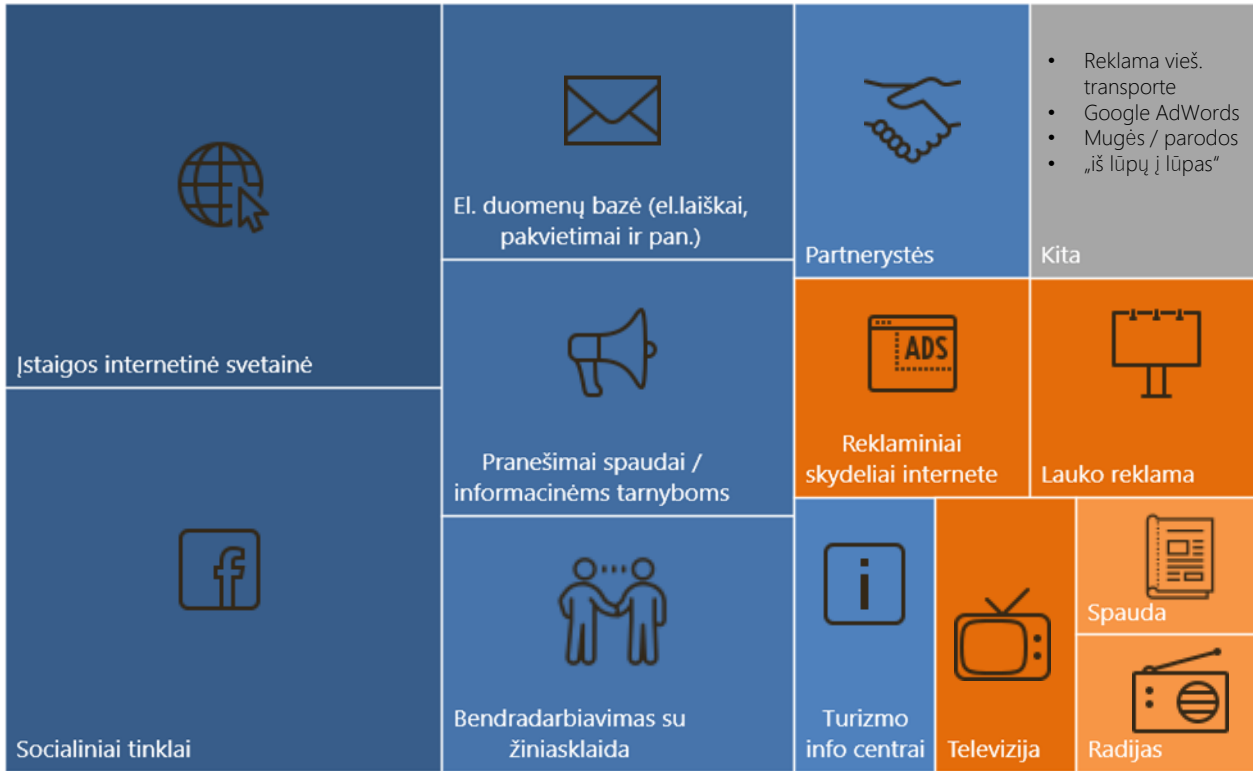 Įstaigos internetinė svetainė
Socialiniai tinklai
El. duomenų bazė (el.laiškai,
pakvietimai ir pan.)
Pranešimai spaudai /
informacinėms tarnyboms
Bendradarbiavimas su
žiniasklaida
Partnerystės
• Reklama vieš.
transporte
• Google AdWords
• Mugės / parodos
• „iš lūpų į lūpas“
Kita
ADS
Reklaminiai
skydeliai internete
Lauko reklama
i
Turizmo
info centrai
Televizija
Spauda
Radijas